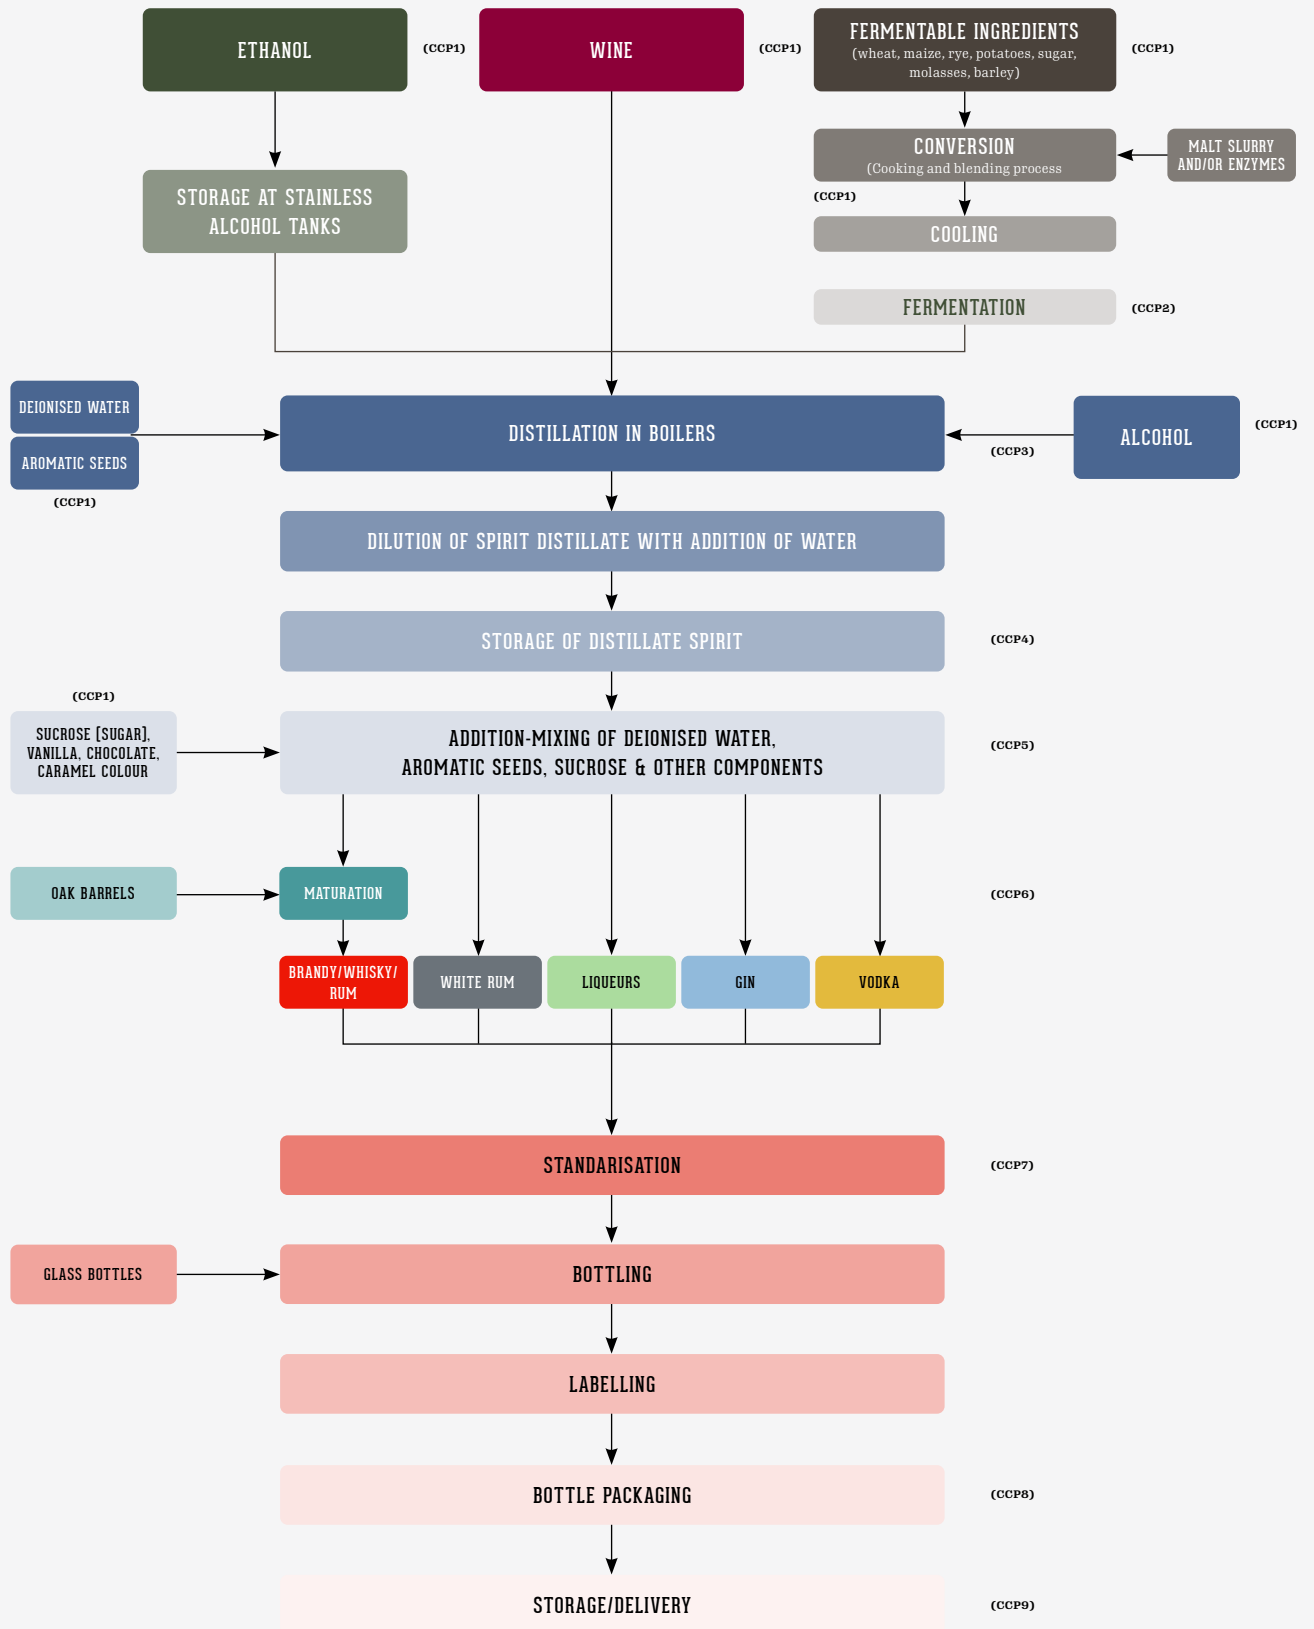 ETHANOL
(CCP1)
WINE
(CCP1)
FERMENTABLE INGREDIENTS
(wheat, maize, rye, potatoes, sugar,
molasses, barley)
(CCP1)
CONVERSION
(Cooking and blending process
MALT SLURRY
AND/OR ENZYMES
(CCP1)
STORAGE AT STAINLESS
ALCOHOL TANKS
COOLING
FERMENTATION
(CCP2)
DEIONISED WATER
AROMATIC SEEDS
(CCP1)
DISTILLATION IN BOILERS
(CCP3)
ALCOHOL
(CCP1)
DILUTION OF SPIRIT DISTILLATE WITH ADDITION OF WATER
STORAGE OF DISTILLATE SPIRIT
(CCP4)
(CCP1)
SUCROSE [SUGAR],
VANILLA, CHOCOLATE,
CARAMEL COLOUR
ADDITION-MIXING OF DEIONISED WATER,
AROMATIC SEEDS, SUCROSE & OTHER COMPONENTS
(CCP5)
OAK BARRELS
MATURATION
(CCP6)
BRANDY/WHISKY/
RUM
WHITE RUM
LIQUEURS
GIN
VODKA
STANDARISATION
(CCP7)
GLASS BOTTLES
BOTTLING
LABELLING
BOTTLE PACKAGING
(CCP8)
STORAGE/DELIVERY
(CCP9)